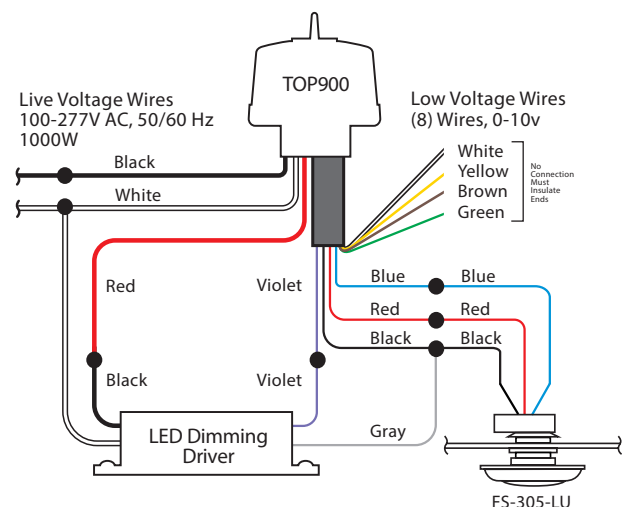 TOP900
Live Voltage Wires
100-277V AC, 50/60 Hz
1000W
Low Voltage Wires
(8) Wires, 0-10v
Black
White
White
Yellow
Brown
Green
No
Connection
Must
Insulate
Ends
Red
Violet
Blue
Blue
Red
Red
Black
Black
Black
Violet
Gray
LED Dimming
Driver
FS-305-LU